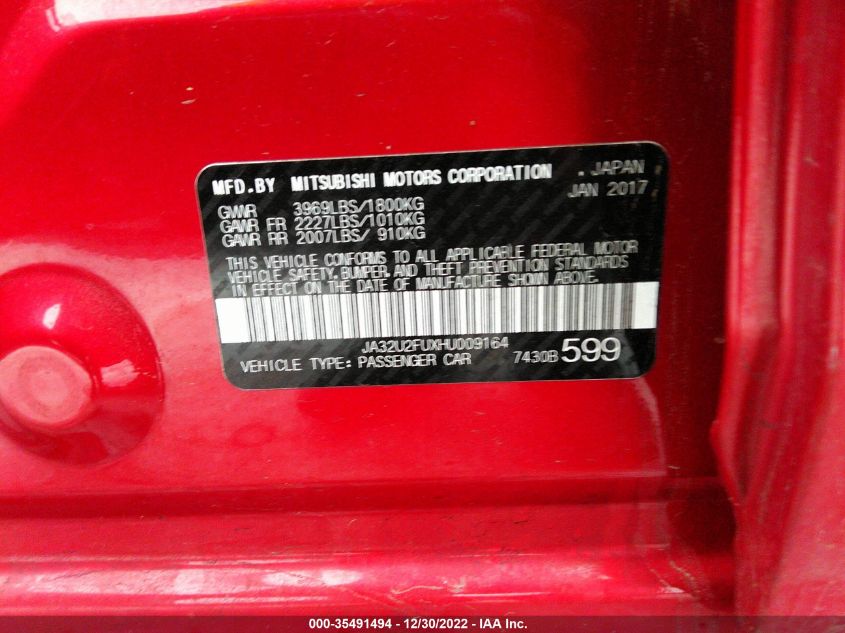 MFD.BY MITSUBISHI MOTORS CORPORATION . JAPAN
JAN 2017
GVWR 3969LBS/1800KG
GAWR FR 2227LBS/1010KG
GAWR RR 2007LBS/ 910KG
THIS VEHICLE CONFORMS TO ALL APPLICABLE FEDERAL MOTOR
VEHICLE SAFETY, BUMPER, AND THEFT PREVENTION STANDARDS
IN EFFECT ON THE DATE OF MANUFACTURE SHOWN ABOVE.
JA32U2FUXHU009164
VEHICLE TYPE: PASSENGER CAR 7430B 599
000-35491494 - 12/30/2022 - IAA Inc.